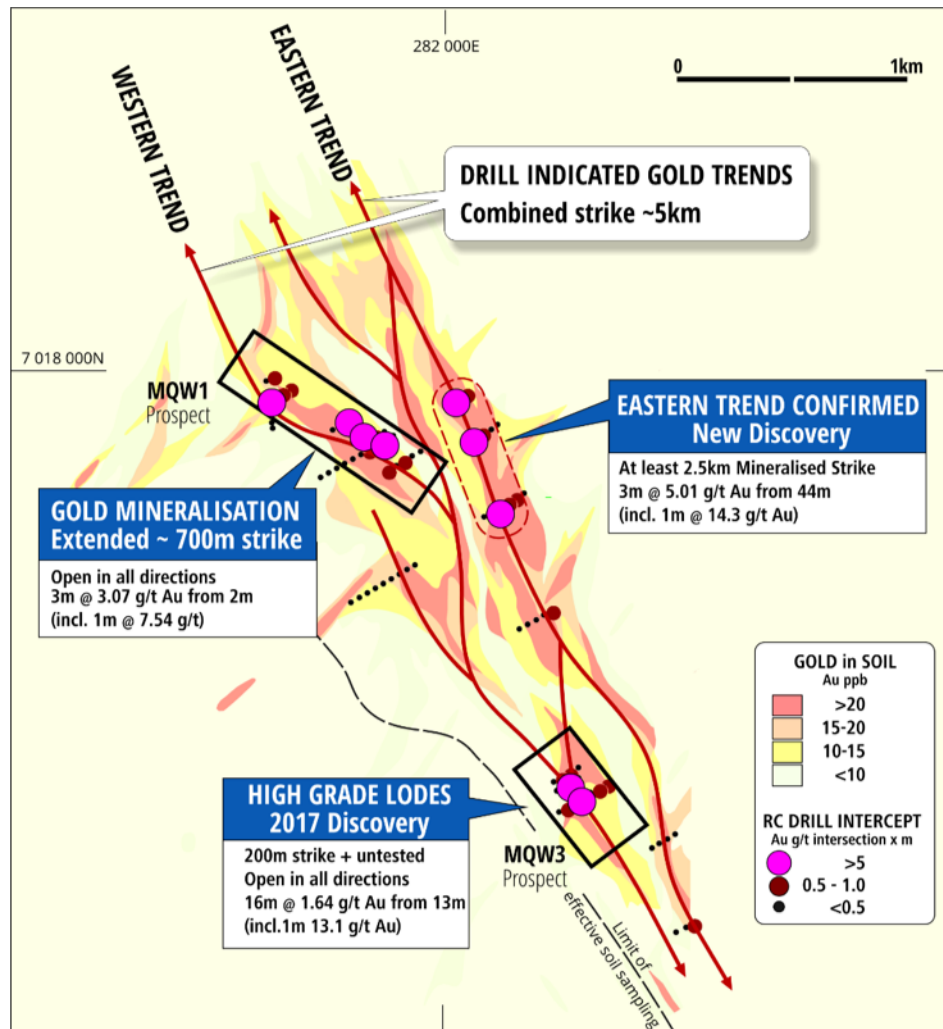 282 000E
0 1km
WESTERN TREND
EASTERN TREND
DRILL INDICATED GOLD TRENDS
Combined strike ~5km
7 018 000N
MQW1
Prospect
EASTERN TREND CONFIRMED
New Discovery
At least 2.5km Mineralised Strike
3m @ 5.01 g/t Au from 44m
(incl. 1m @ 14.3 g/t Au)
GOLD MINERALISATION
Extended ~ 700m strike
Open in all directions
3m @ 3.07 g/t Au from 2m
(incl. 1m @ 7.54 g/t)
GOLD in SOIL
Au ppb
>20
15-20
10-15
<10
RC DRILL INTERCEPT
Au g/t intersection x m
>5
0.5 - 1.0
<0.5
HIGH GRADE LODES
2017 Discovery
200m strike + untested
Open in all directions
16m @ 1.64 g/t Au from 13m
(incl.1m 13.1 g/t Au)
MQW3
Prospect
Limit of
effective soil sampling